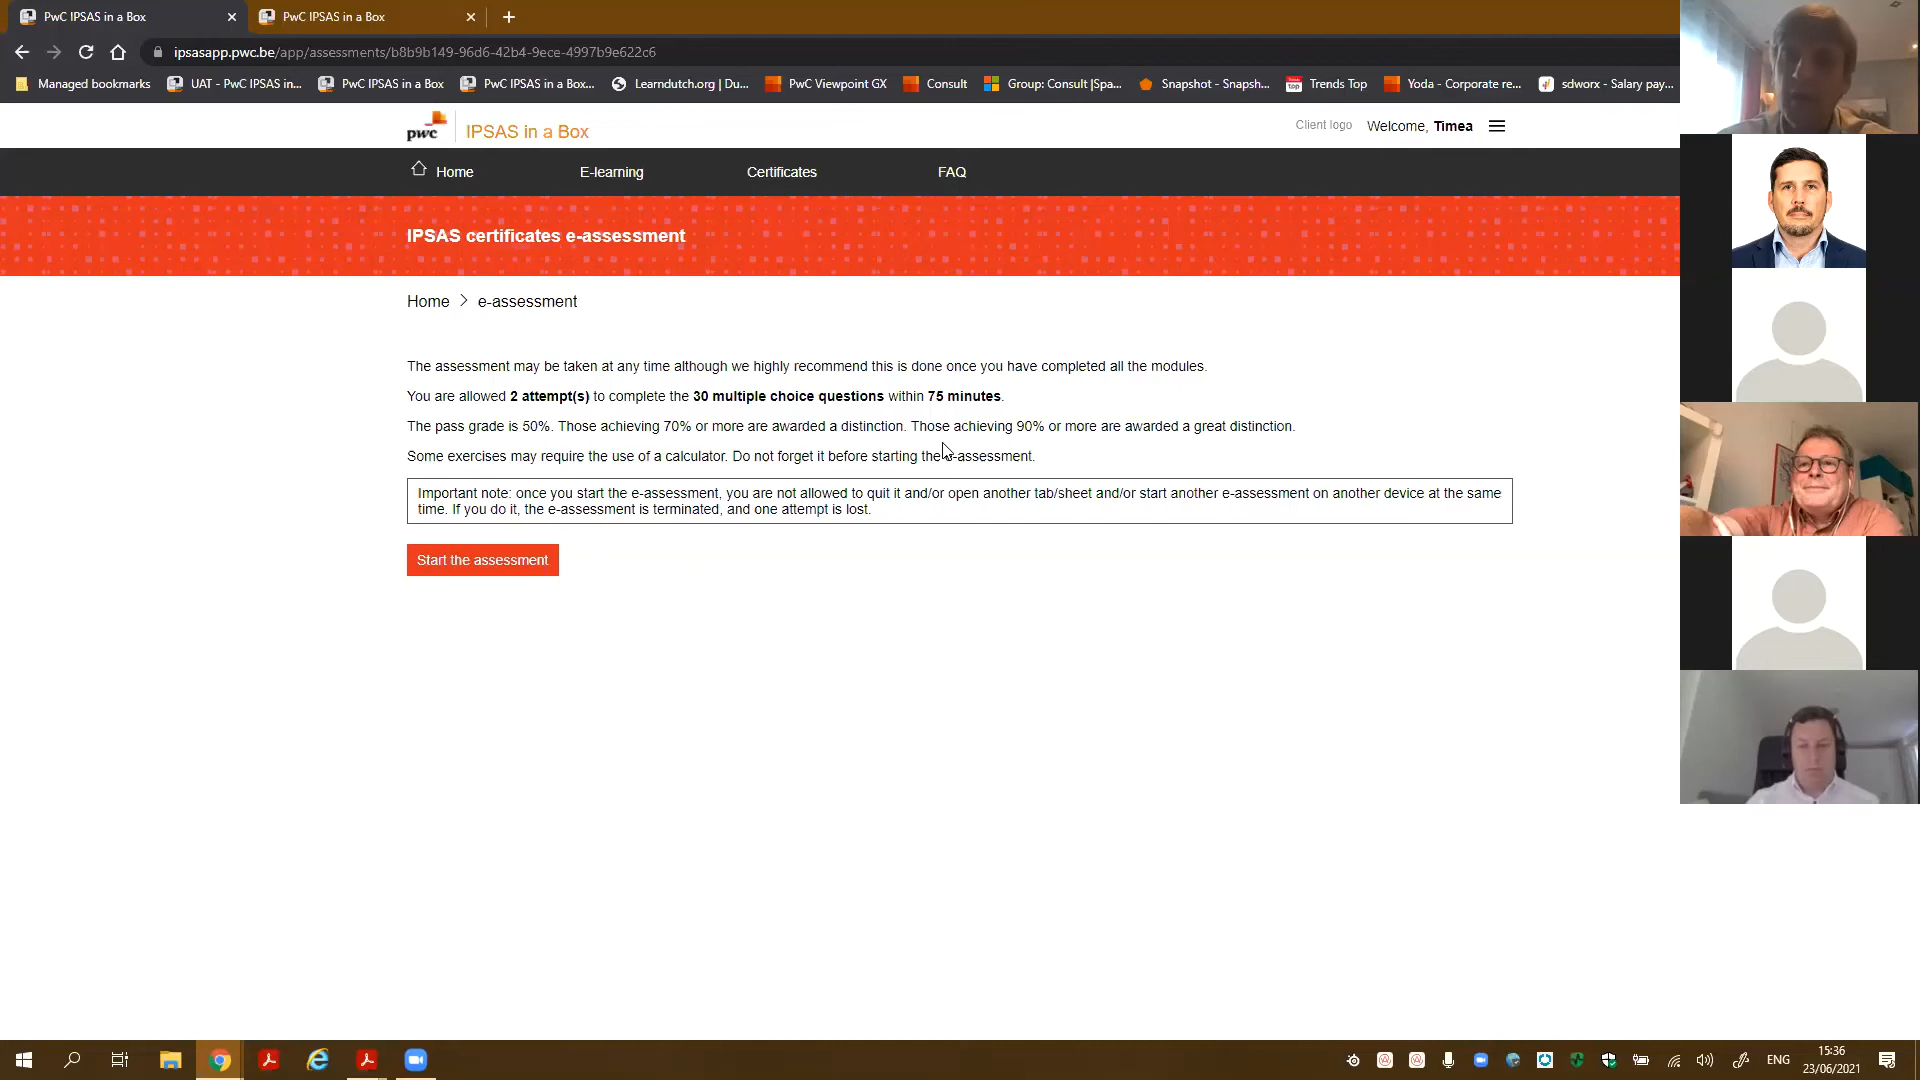 PwC IPSAS in a Box
PwC IPSAS in a Box
ipsasapp.pwc.be/app/assessments/b8b9b149-96d6-42b4-9ece-4997b9e622c6
Managed bookmarks
UAT - PwC IPSAS in...
PwC IPSAS in a Box
PwC IPSAS in a Box...
Learndutch.org | Du...
PwC Viewpoint GX
Consult
Group: Consult |Spa...
Snapshot - Snapsh...
Trends Top
Yoda - Corporate re...
sdworx - Salary pay...
pwc
IPSAS in a Box
Client logo
Welcome, Timea
Home
E-learning
Certificates
FAQ
IPSAS certificates e-assessment
Home > e-assessment
The assessment may be taken at any time although we highly recommend this is done once you have completed all the modules.
You are allowed 2 attempt(s) to complete the 30 multiple choice questions within 75 minutes.
The pass grade is 50%. Those achieving 70% or more are awarded a distinction. Those achieving 90% or more are awarded a great distinction.
Some exercises may require the use of a calculator. Do not forget it before starting the e-assessment.
Important note: once you start the e-assessment, you are not allowed to quit it and/or open another tab/sheet and/or start another e-assessment on another device at the same
time. If you do it, the e-assessment is terminated, and one attempt is lost.
Start the assessment
ENG
15:36
23/06/2021